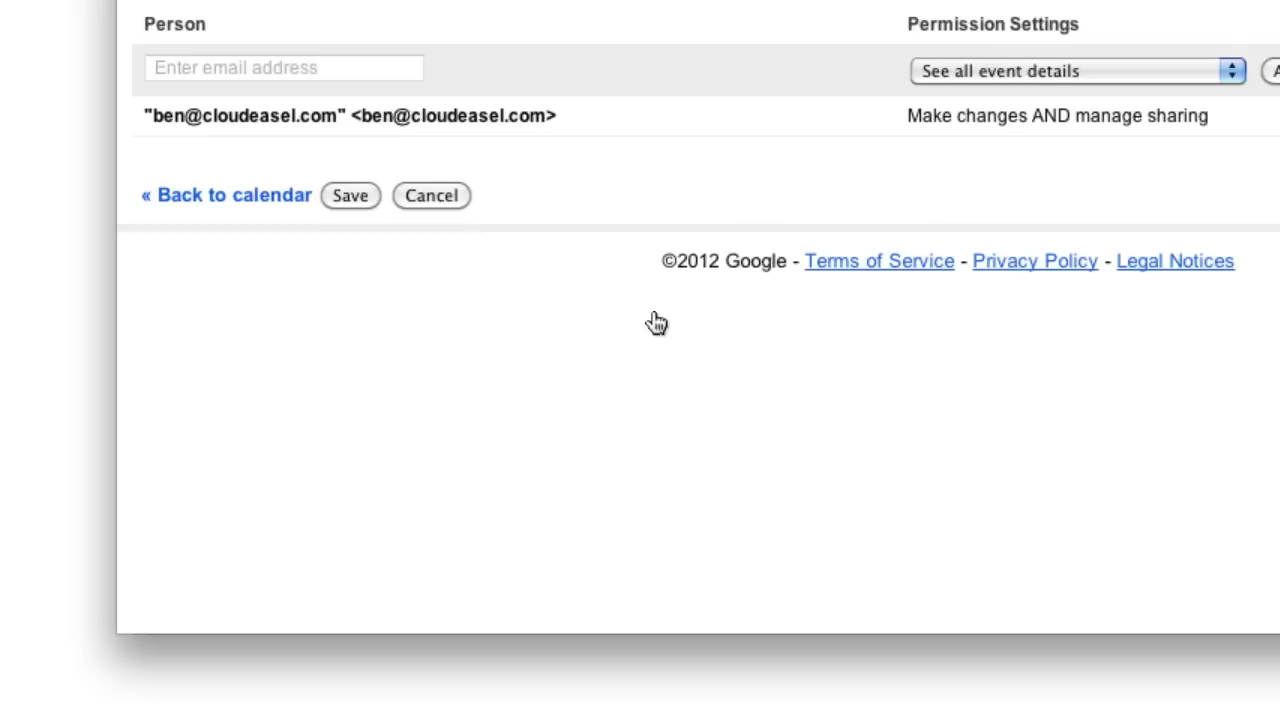 Person Permission Settings
Enter email address See all event details A
"ben@cloudeasel.com" <ben@cloudeasel.com> Make changes AND manage sharing
« Back to calendar Save Cancel
©2012 Google - Terms of Service - Privacy Policy - Legal Notices